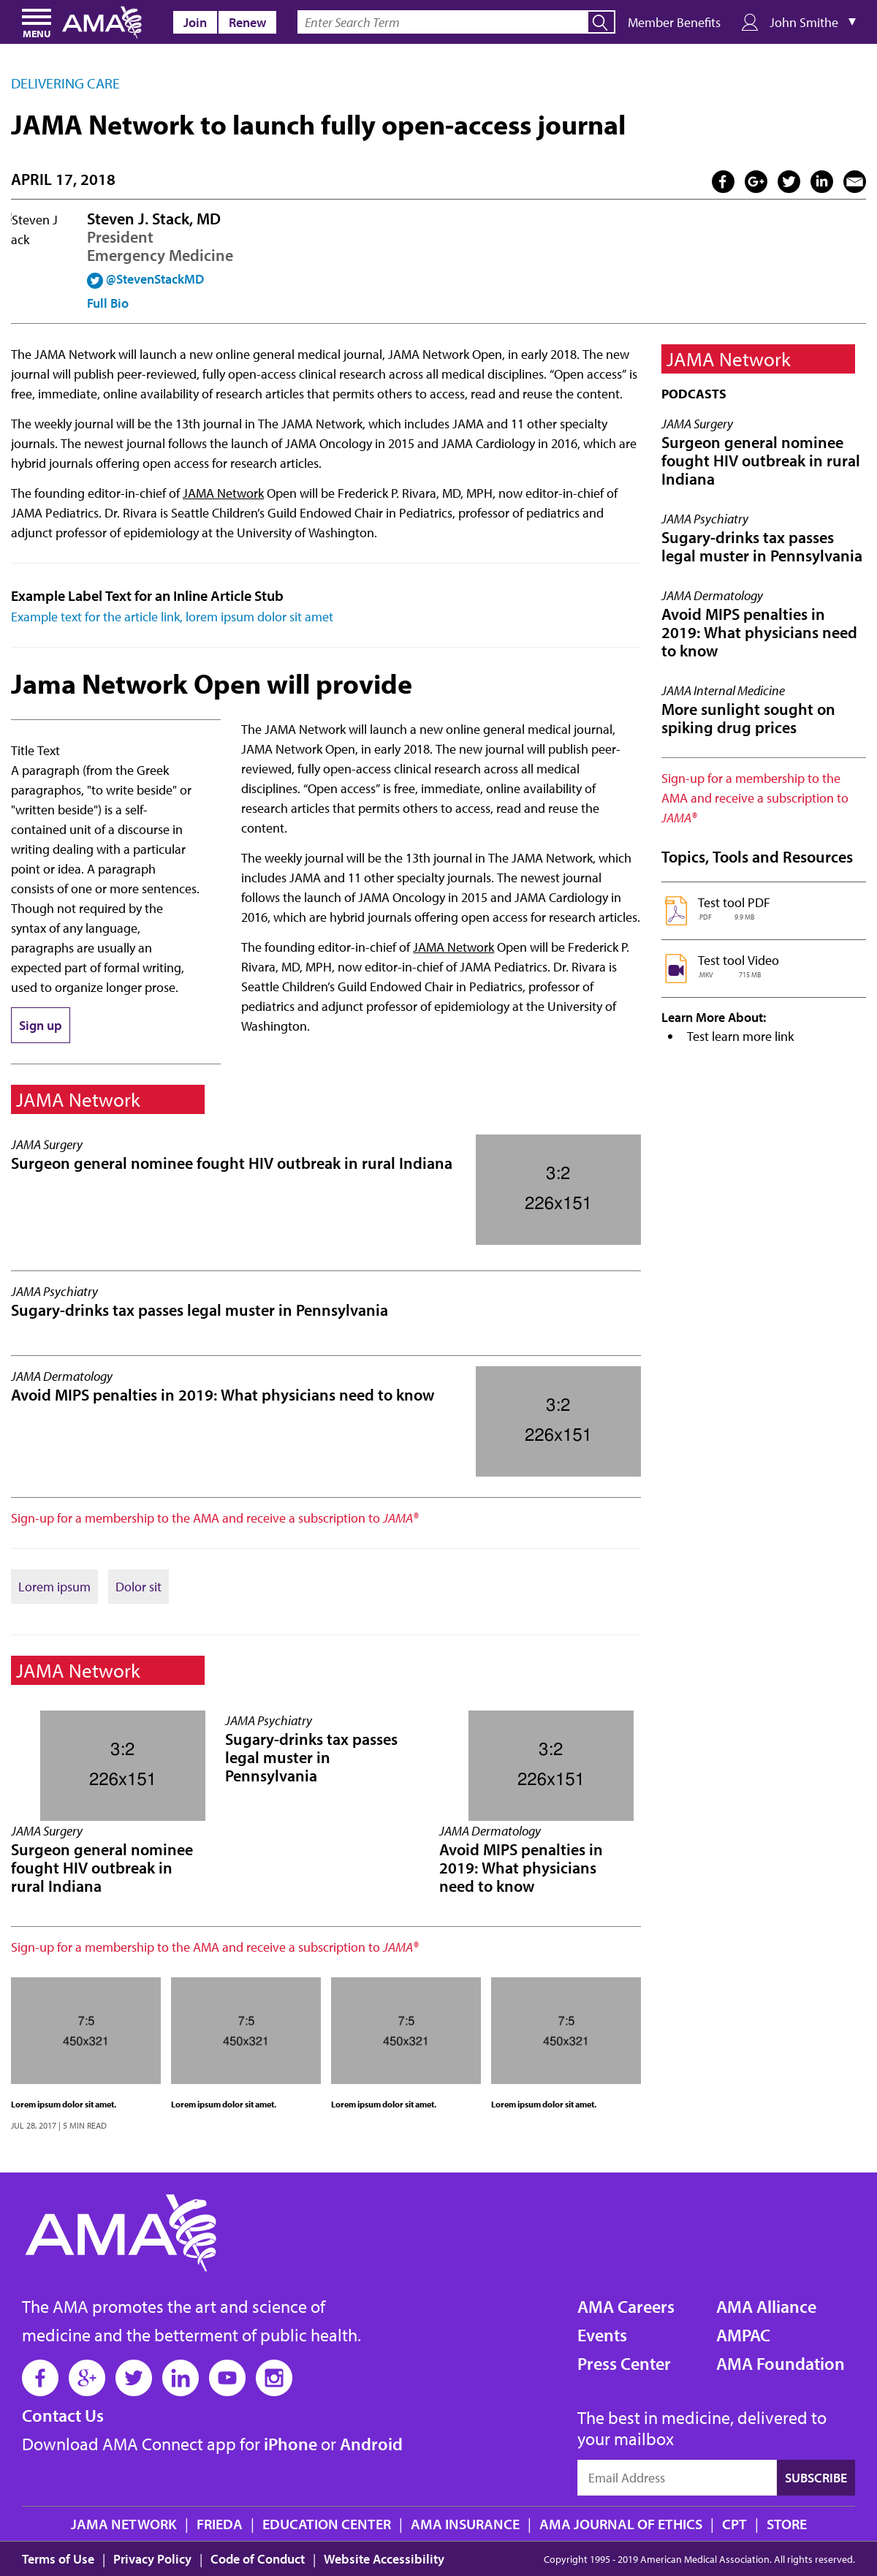 MENU
AMA
Join
Renew
Enter Search Term
Member Benefits
John Smithe ▼
DELIVERING CARE
JAMA Network to launch fully open-access journal
APRIL 17, 2018
Steven J
ack
Steven J. Stack, MD
President
Emergency Medicine
@StevenStackMD
Full Bio
The JAMA Network will launch a new online general medical journal, JAMA Network Open, in early 2018. The new
journal will publish peer-reviewed, fully open-access clinical research across all medical disciplines. “Open access” is
free, immediate, online availability of research articles that permits others to access, read and reuse the content.
The weekly journal will be the 13th journal in The JAMA Network, which includes JAMA and 11 other specialty
journals. The newest journal follows the launch of JAMA Oncology in 2015 and JAMA Cardiology in 2016, which are
hybrid journals offering open access for research articles.
The founding editor-in-chief of JAMA Network Open will be Frederick P. Rivara, MD, MPH, now editor-in-chief of
JAMA Pediatrics. Dr. Rivara is Seattle Children’s Guild Endowed Chair in Pediatrics, professor of pediatrics and
adjunct professor of epidemiology at the University of Washington.
Example Label Text for an Inline Article Stub
Example text for the article link, lorem ipsum dolor sit amet
Jama Network Open will provide
Title Text
A paragraph (from the Greek
paragraphos, "to write beside" or
"written beside") is a self-
contained unit of a discourse in
writing dealing with a particular
point or idea. A paragraph
consists of one or more sentences.
Though not required by the
syntax of any language,
paragraphs are usually an
expected part of formal writing,
used to organize longer prose.
Sign up
The JAMA Network will launch a new online general medical journal,
JAMA Network Open, in early 2018. The new journal will publish peer-
reviewed, fully open-access clinical research across all medical
disciplines. “Open access” is free, immediate, online availability of
research articles that permits others to access, read and reuse the
content.
The weekly journal will be the 13th journal in The JAMA Network, which
includes JAMA and 11 other specialty journals. The newest journal
follows the launch of JAMA Oncology in 2015 and JAMA Cardiology in
2016, which are hybrid journals offering open access for research articles.
The founding editor-in-chief of JAMA Network Open will be Frederick P.
Rivara, MD, MPH, now editor-in-chief of JAMA Pediatrics. Dr. Rivara is
Seattle Children’s Guild Endowed Chair in Pediatrics, professor of
pediatrics and adjunct professor of epidemiology at the University of
Washington.
JAMA Network
JAMA Surgery
Surgeon general nominee fought HIV outbreak in rural Indiana
3:2
226x151
JAMA Psychiatry
Sugary-drinks tax passes legal muster in Pennsylvania
JAMA Dermatology
Avoid MIPS penalties in 2019: What physicians need to know
3:2
226x151
Sign-up for a membership to the AMA and receive a subscription to JAMA®
Lorem ipsum
Dolor sit
JAMA Network
3:2
226x151
JAMA Surgery
Surgeon general nominee
fought HIV outbreak in
rural Indiana
JAMA Psychiatry
Sugary-drinks tax passes
legal muster in
Pennsylvania
3:2
226x151
JAMA Dermatology
Avoid MIPS penalties in
2019: What physicians
need to know
Sign-up for a membership to the AMA and receive a subscription to JAMA®
7:5
450x321
Lorem ipsum dolor sit amet.
JUL 28, 2017 | 5 MIN READ
7:5
450x321
Lorem ipsum dolor sit amet.
7:5
450x321
Lorem ipsum dolor sit amet.
7:5
450x321
Lorem ipsum dolor sit amet.
JAMA Network
PODCASTS
JAMA Surgery
Surgeon general nominee
fought HIV outbreak in rural
Indiana
JAMA Psychiatry
Sugary-drinks tax passes
legal muster in Pennsylvania
JAMA Dermatology
Avoid MIPS penalties in
2019: What physicians need
to know
JAMA Internal Medicine
More sunlight sought on
spiking drug prices
Sign-up for a membership to the
AMA and receive a subscription to
JAMA®
Topics, Tools and Resources
Test tool PDF
.PDF 9.9 MB
Test tool Video
.MKV 715 MB
Learn More About:
• Test learn more link
AMA
The AMA promotes the art and science of
medicine and the betterment of public health.
Contact Us
Download AMA Connect app for iPhone or Android
AMA Careers
Events
Press Center
AMA Alliance
AMPAC
AMA Foundation
The best in medicine, delivered to
your mailbox
Email Address
SUBSCRIBE
JAMA NETWORK | FRIEDA | EDUCATION CENTER | AMA INSURANCE | AMA JOURNAL OF ETHICS | CPT | STORE
Terms of Use | Privacy Policy | Code of Conduct | Website Accessibility
Copyright 1995 - 2019 American Medical Association. All rights reserved.